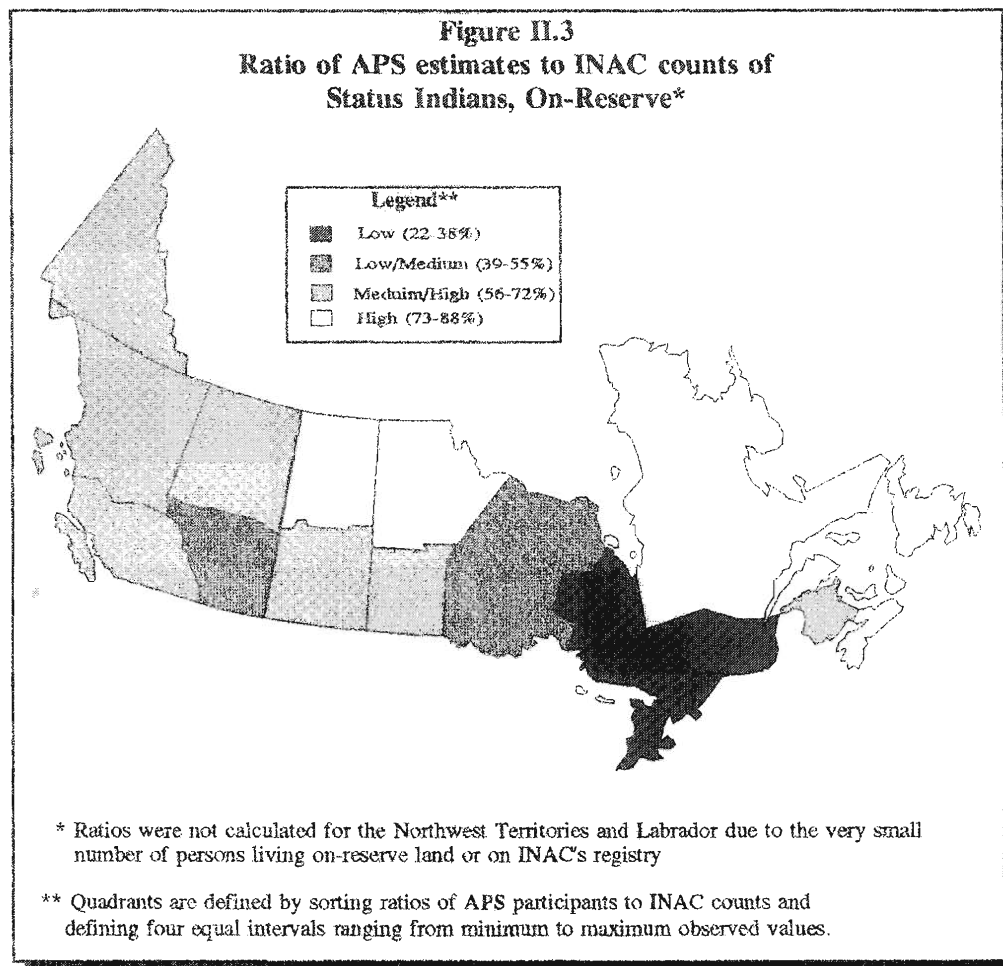 Figure II.3
Ratio of APS estimates to INAC counts of
Status Indians, On-Reserve*
Legend**
Low (22-38%)
Low/Medium (39-55%)
Meduim/High (56-72%)
High (73-88%)
* Ratios were not calculated for the Northwest Territories and Labrador due to the very small
number of persons living on-reserve land or on INAC's registry
** Quadrants are defined by sorting ratios of APS participants to INAC counts and
defining four equal intervals ranging from minimum to maximum observed values.